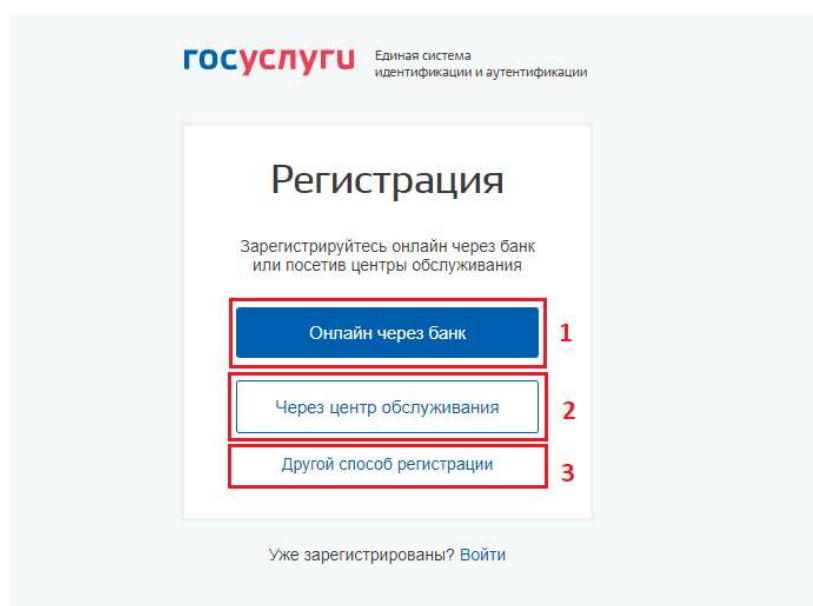 госуслуги
Единая система
идентификации и аутентификации
Регистрация
Зарегистрируйтесь онлайн через банк
или посетив центры обслуживания
Онлайн через банк
1
Через центр обслуживания
2
Другой способ регистрации
3
Уже зарегистрированы? Войти